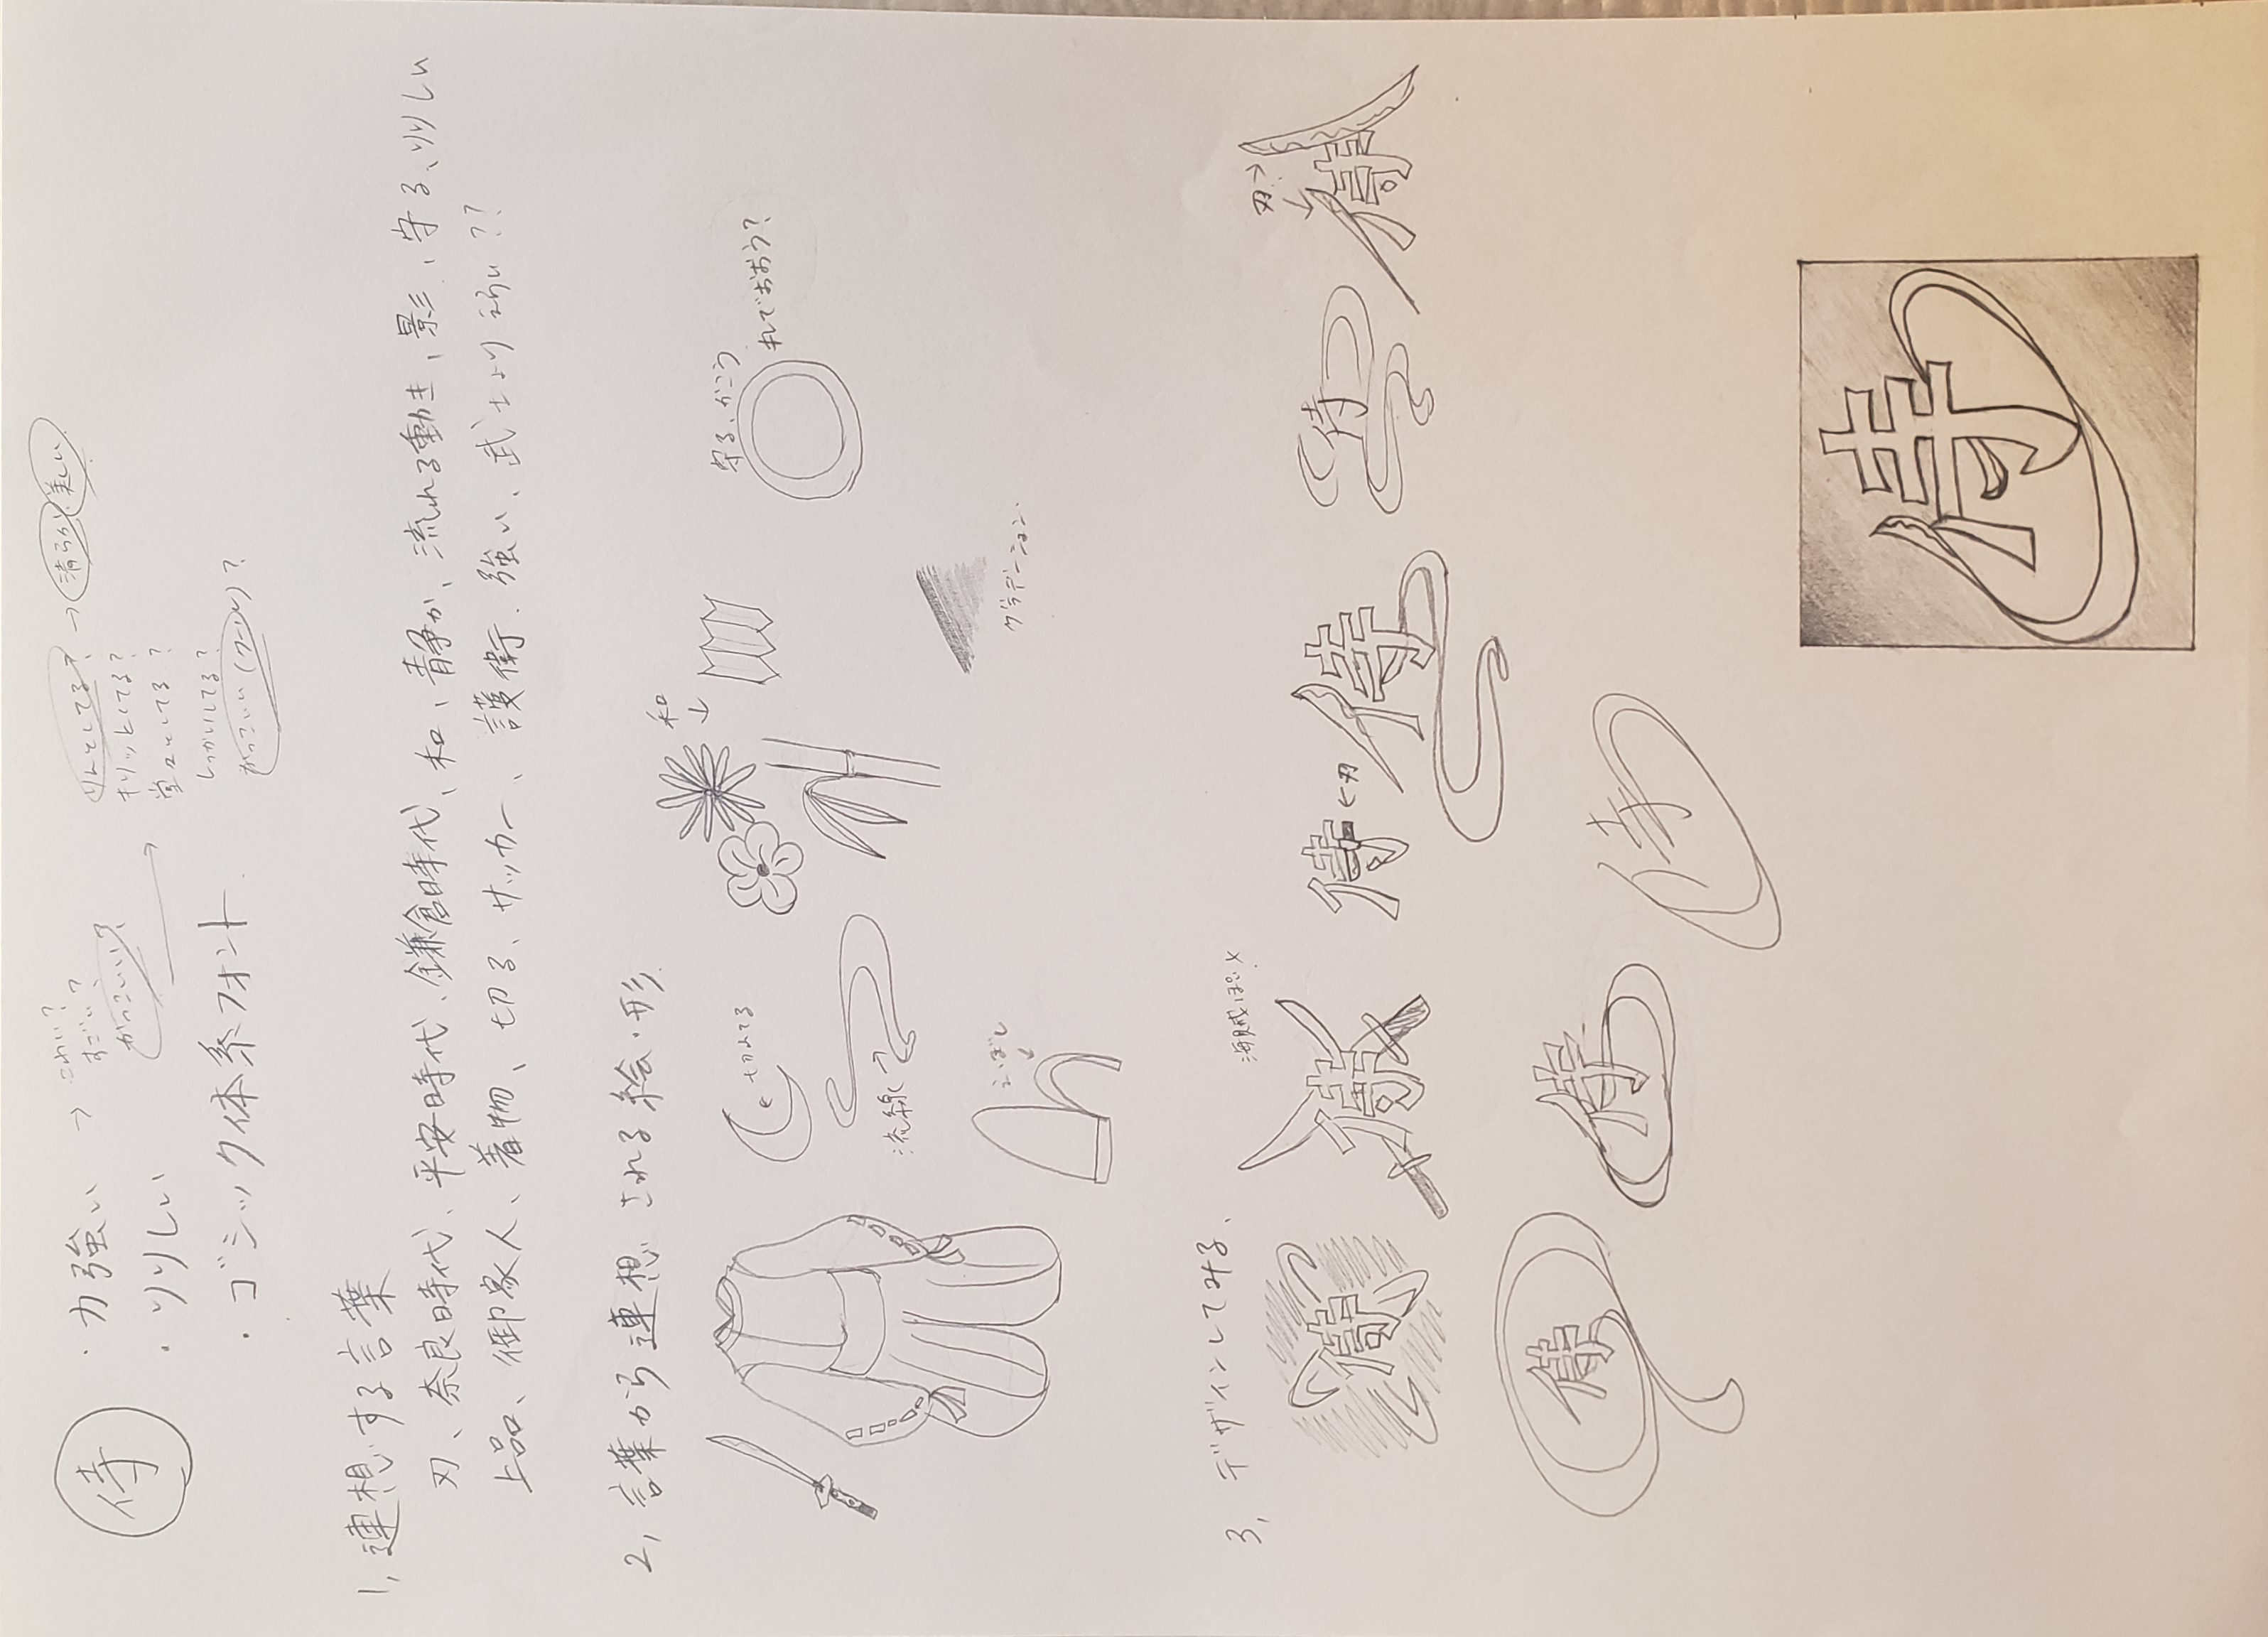 侍
・力強い → こわい?
すごい?
かっこいい?
・りりしい
・ゴシック体系フォント
りんとしてる? → 清らか 美しい
キリッとしてる?
堂々としてる?
しっかりしてる?
かっこいい(クール)?
1, 連想する言葉
刃、奈良時代、平安時代、鎌倉時代、和、静か、流れる動き、影、守る、りりしい
上品、御家人、着物、切る、サッカー、護衛、強い、武士よりえらい??
2, 言葉から連想される絵・形
和
↓
守る、かこう
丸でおおう?
← 切れてる
流線→
えぼし
グラデーション
3, デザインしてみる、
海賊ぽい×
刃→
侍 侍 侍 ←刃 侍 侍 侍
侍 侍 侍
侍